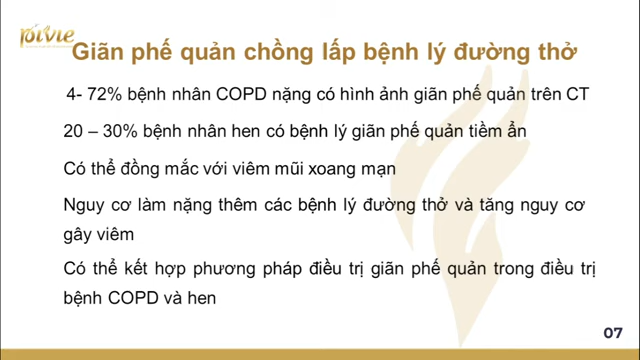 pivie
Giãn phế quản chồng lấp bệnh lý đường thở
4- 72% bệnh nhân COPD nặng có hình ảnh giãn phế quản trên CT
20 – 30% bệnh nhân hen có bệnh lý giãn phế quản tiềm ẩn
Có thể đồng mắc với viêm mũi xoang mạn
Nguy cơ làm nặng thêm các bệnh lý đường thở và tăng nguy cơ
gây viêm
Có thể kết hợp phương pháp điều trị giãn phế quản trong điều trị
bệnh COPD và hen
07